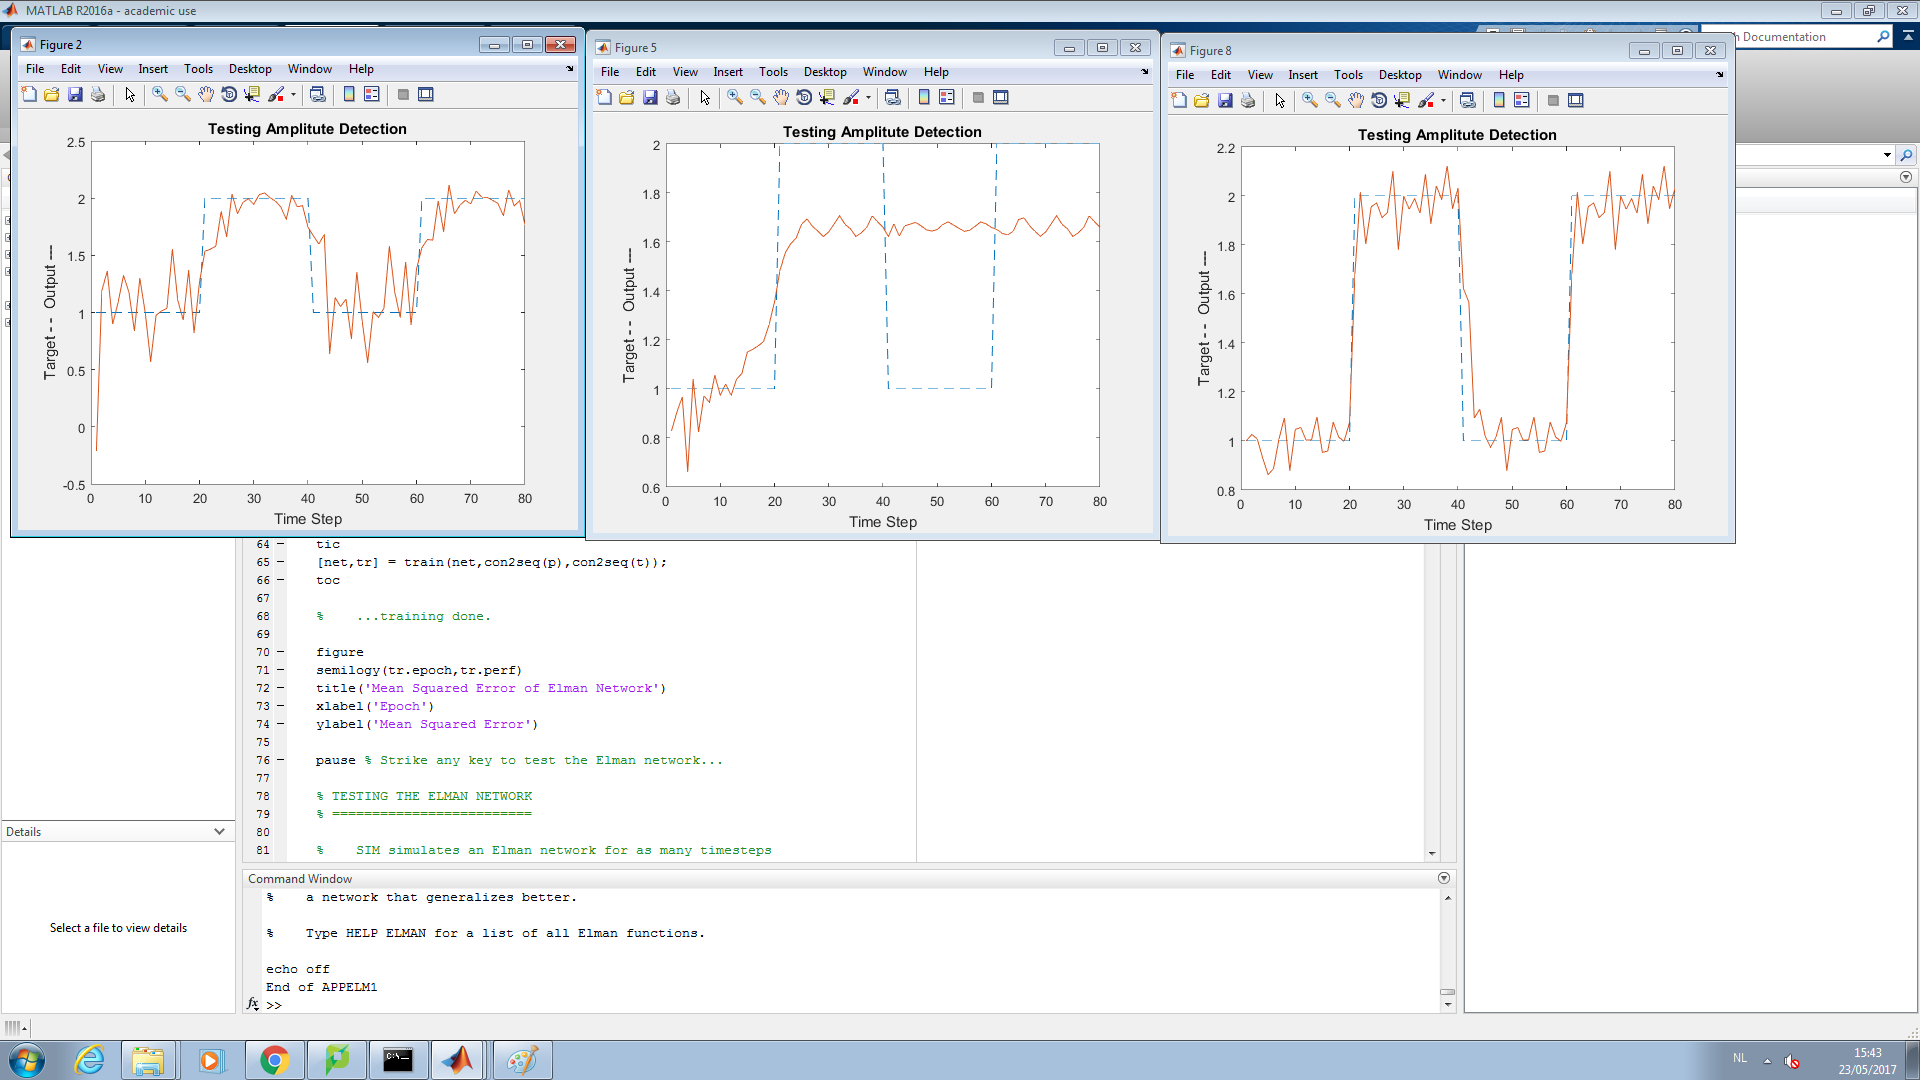 MATLAB R2016a - academic use
Figure 2
File Edit View Insert Tools Desktop Window Help
Testing Amplitute Detection
2.5
2
1.5
1
0.5
0
-0.5
0 10 20 30 40 50 60 70 80
Target - - Output ---
Time Step
Figure 5
File Edit View Insert Tools Desktop Window Help
Testing Amplitute Detection
2
1.8
1.6
1.4
1.2
1
0.8
0.6
0 10 20 30 40 50 60 70 80
Target - - Output ---
Time Step
Figure 8
File Edit View Insert Tools Desktop Window Help
Testing Amplitute Detection
2.2
2
1.8
1.6
1.4
1.2
1
0.8
0 10 20 30 40 50 60 70 80
Target - - Output ---
Time Step
h Documentation
64 – tic
65 – [net,tr] = train(net,con2seq(p),con2seq(t));
66 – toc
67
68 % ...training done.
69
70 – figure
71 – semilogy(tr.epoch,tr.perf)
72 – title('Mean Squared Error of Elman Network')
73 – xlabel('Epoch')
74 – ylabel('Mean Squared Error')
75
76 – pause % Strike any key to test the Elman network...
77
78 % TESTING THE ELMAN NETWORK
79 % =========================
80
81 % SIM simulates an Elman network for as many timesteps
Details
Select a file to view details
Command Window
% a network that generalizes better.
% Type HELP ELMAN for a list of all Elman functions.
echo off
End of APPELM1
fx >>
C:\
NL
15:43
23/05/2017